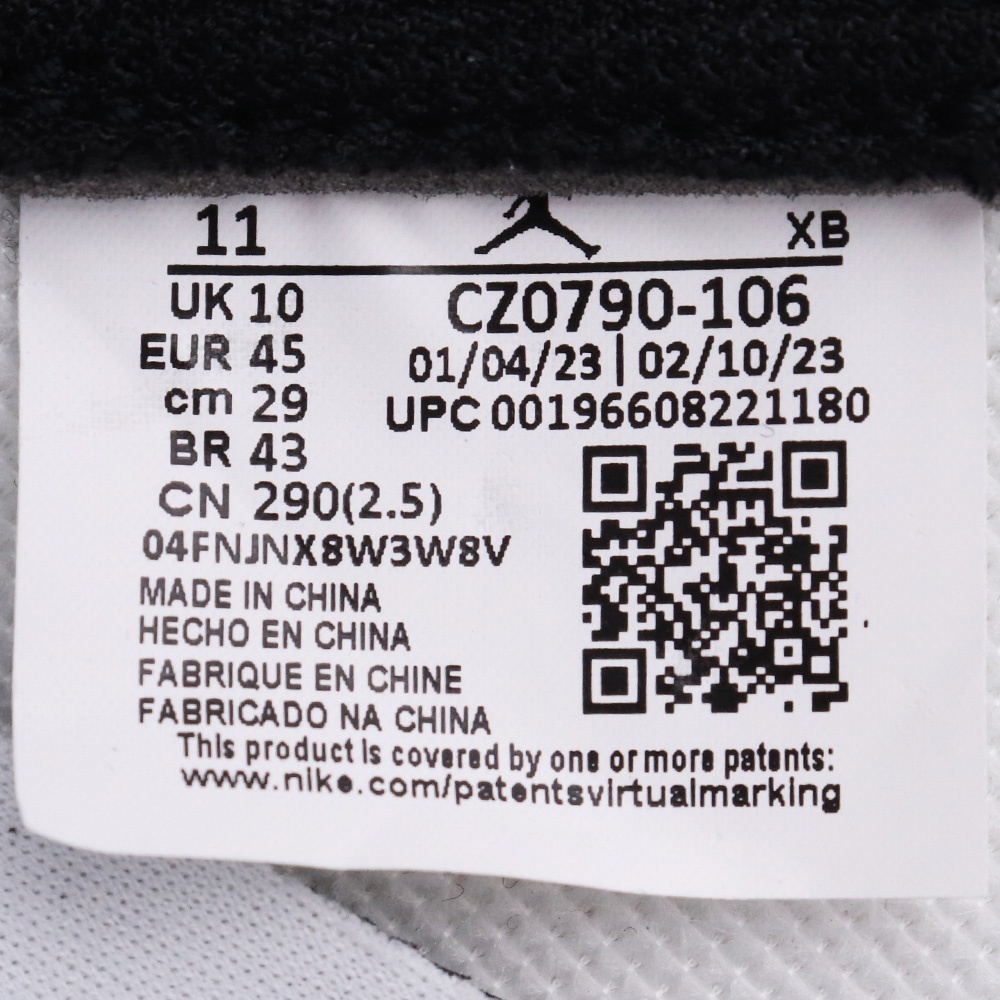 11 XB
UK 10 CZ0790-106
EUR 45 01/04/23 | 02/10/23
cm 29 UPC 00196608221180
BR 43
CN 290(2.5)
04FNJNX8W3W8V
MADE IN CHINA
HECHO EN CHINA
FABRIQUE EN CHINE
FABRICADO NA CHINA
This product is covered by one or more patents:
www.nike.com/patentsvirtualmarking